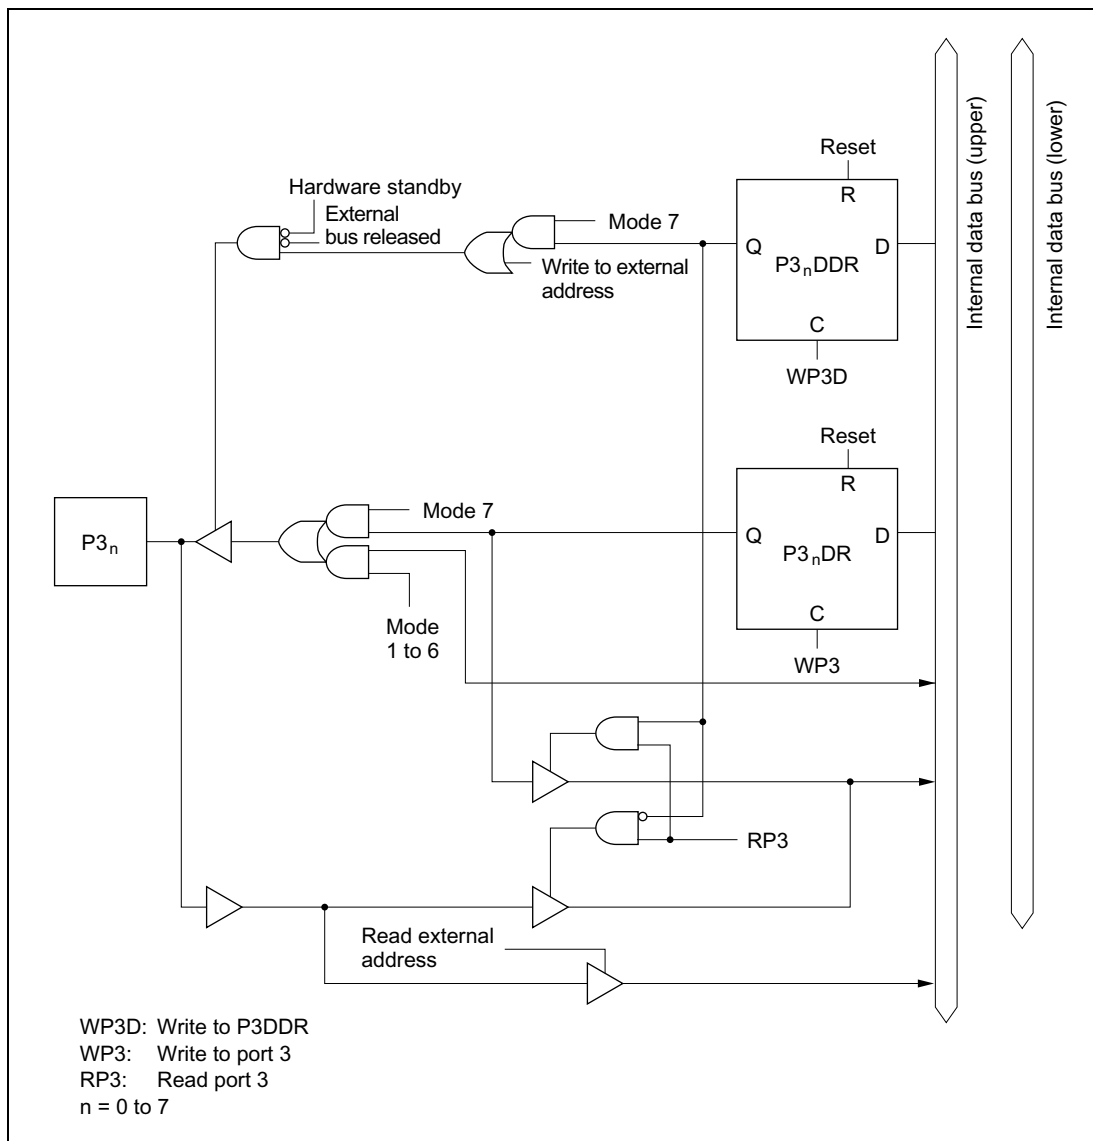 Reset
R
Hardware standby
External
bus released
Mode 7
Write to external
address
Q
P3nDDR
D
C
WP3D
Internal data bus (upper)
Internal data bus (lower)
Reset
R
P3n
Mode 7
Q
P3nDR
D
C
WP3
Mode
1 to 6
RP3
Read external
address
WP3D: Write to P3DDR
WP3: Write to port 3
RP3: Read port 3
n = 0 to 7